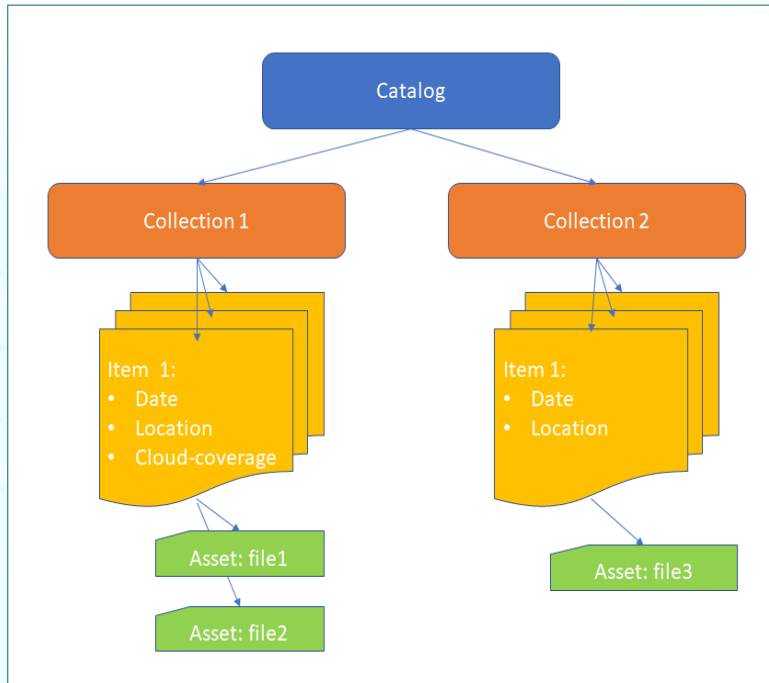 Catalog
Collection 1
Collection 2
Item 1:
• Date
• Location
• Cloud-coverage
Item 1:
• Date
• Location
Asset: file1
Asset: file2
Asset: file3